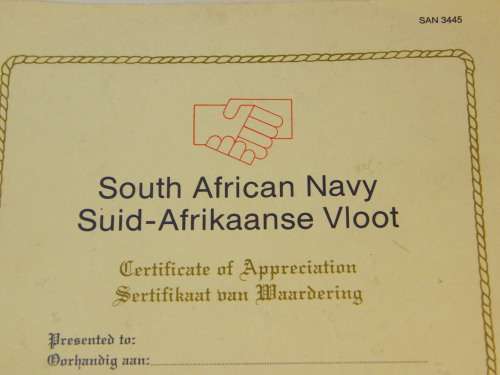 SAN 3445
South African Navy
Suid-Afrikaanse Vloot
Certificate of Appreciation
Sertifikaat van Waardering
Presented to:
Oorhandig aan: